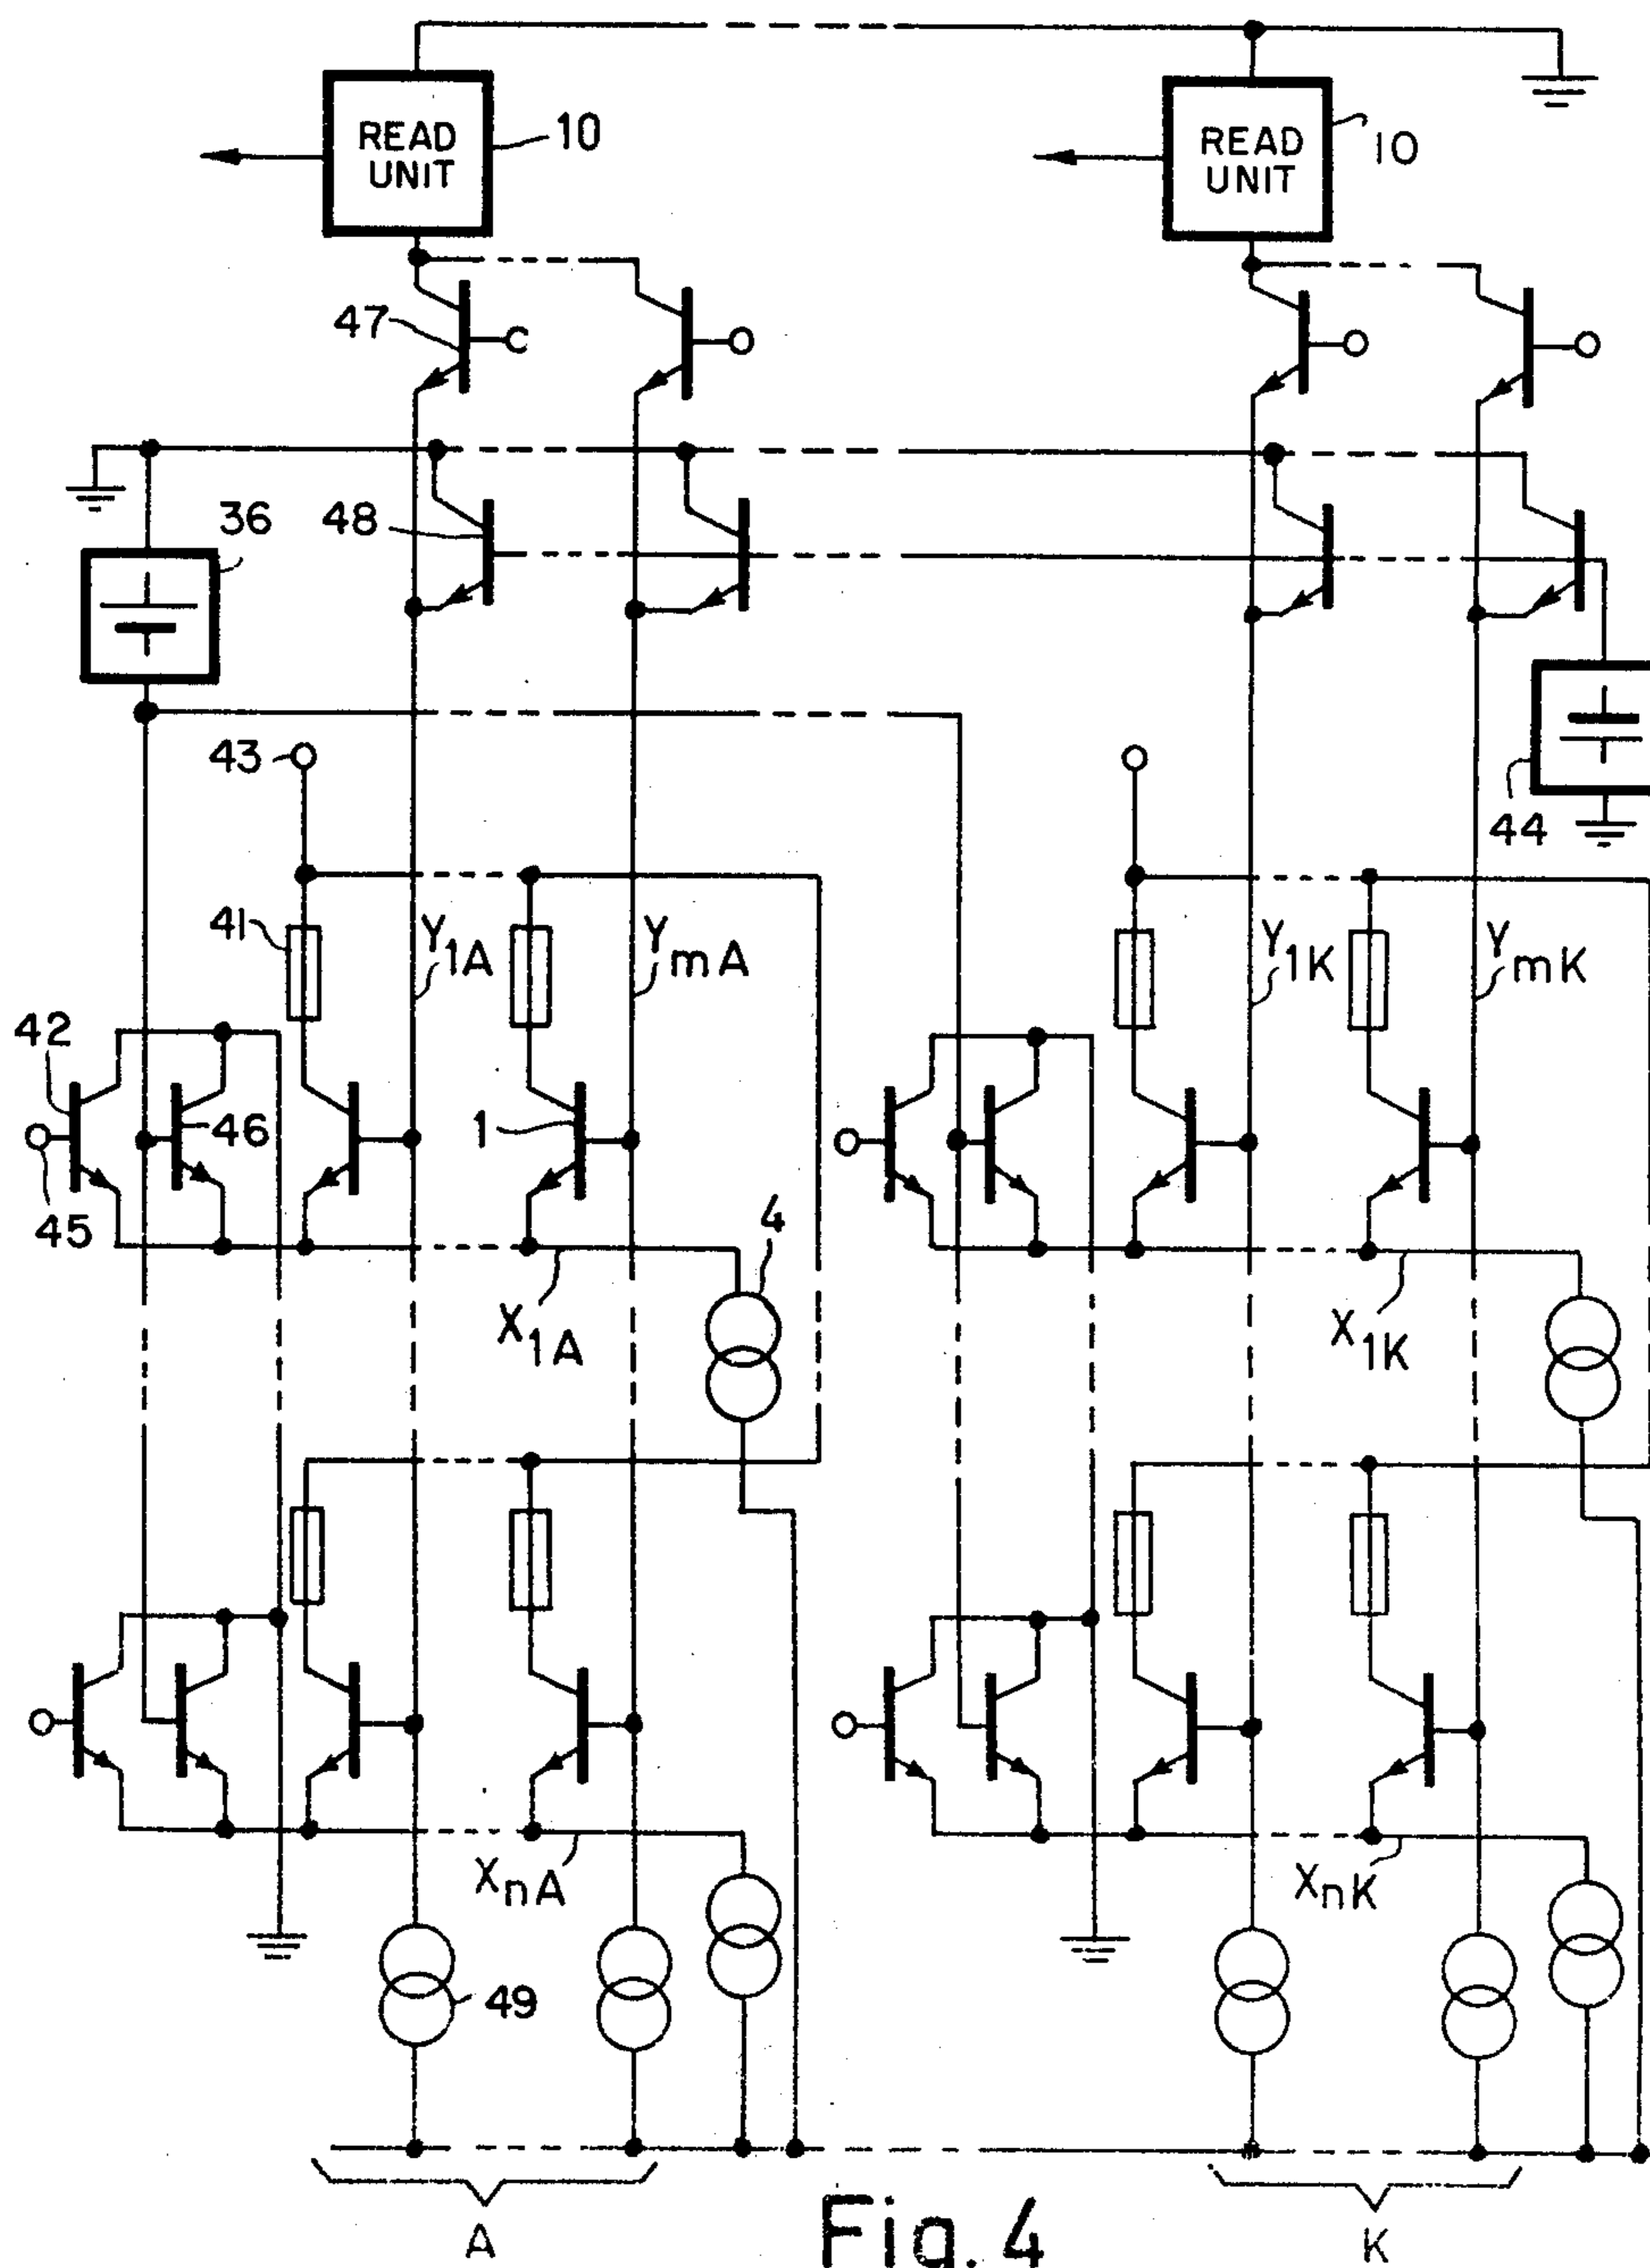 READ
UNIT
10
READ
UNIT
10
47
36
48
43
44
41
Y1A
YmA
Y1K
YmK
42
46
1
45
4
X1A
X1K
XnA
XnK
49
A
K
Fig. 4